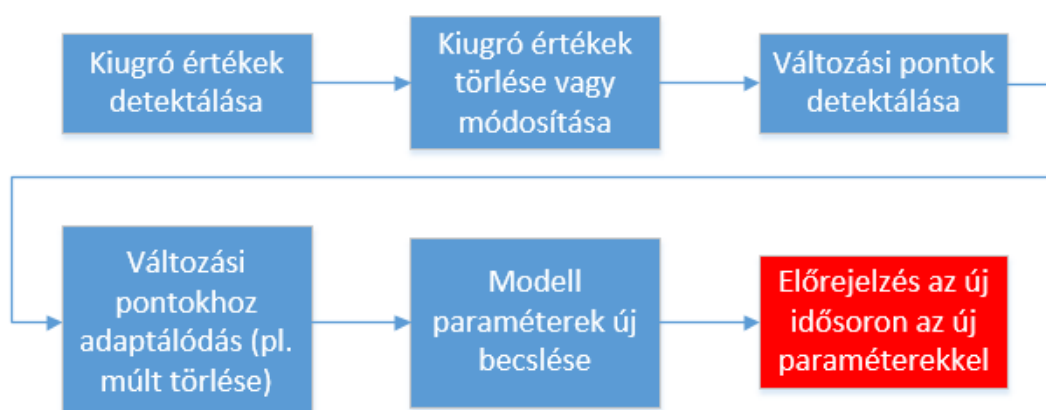 Kiugró értékek
detektálása
Kiugró értékek
törlése vagy
módosítása
Változási pontok
detektálása
Változási
pontokhoz
adaptálódás (pl.
múlt törlése)
Modell
paraméterek új
becslése
Előrejelzés az új
idősoron az új
paraméterekkel